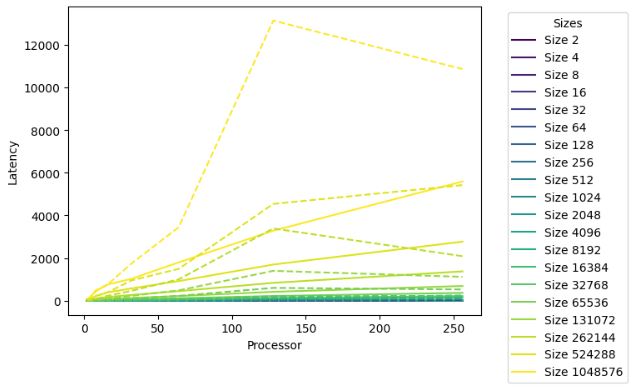 12000
10000
8000
6000
4000
2000
0
Latency
0
50
100
150
200
250
Processor
Sizes
Size 2
Size 4
Size 8
Size 16
Size 32
Size 64
Size 128
Size 256
Size 512
Size 1024
Size 2048
Size 4096
Size 8192
Size 16384
Size 32768
Size 65536
Size 131072
Size 262144
Size 524288
Size 1048576